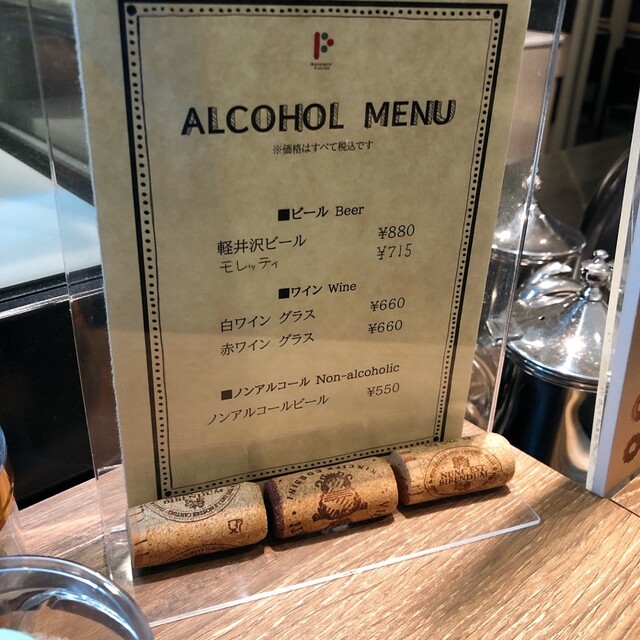 ALCOHOL MENU
※価格はすべて税込です
■ビール Beer
軽井沢ビール ¥880
モレッティ ¥715
■ワイン Wine
白ワイン グラス ¥660
赤ワイン グラス ¥660
■ノンアルコール Non-alcoholic
ノンアルコールビール ¥550